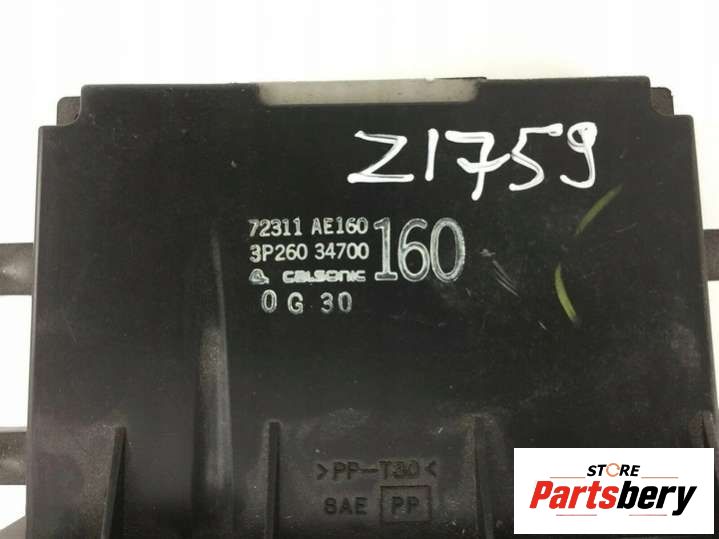 Z1759
72311 AE160
3P260 34700
160
CALSONIC
0 G 30
>PP-T30<
SAE PP
STORE
Partsbery